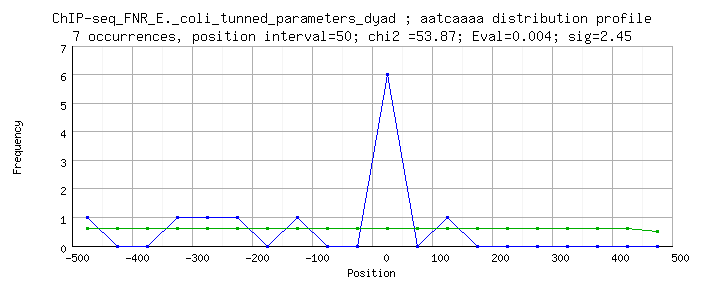 ChIP-seq_FNR_E._coli_tunned_parameters_dyad ; aatcaaaa distribution profile
7 occurrences, position interval=50; chi2 =53.87; Eval=0.004; sig=2.45
7
6
5
4
3
2
1
0
Frequency
-500 -400 -300 -200 -100 0 100 200 300 400 500
Position